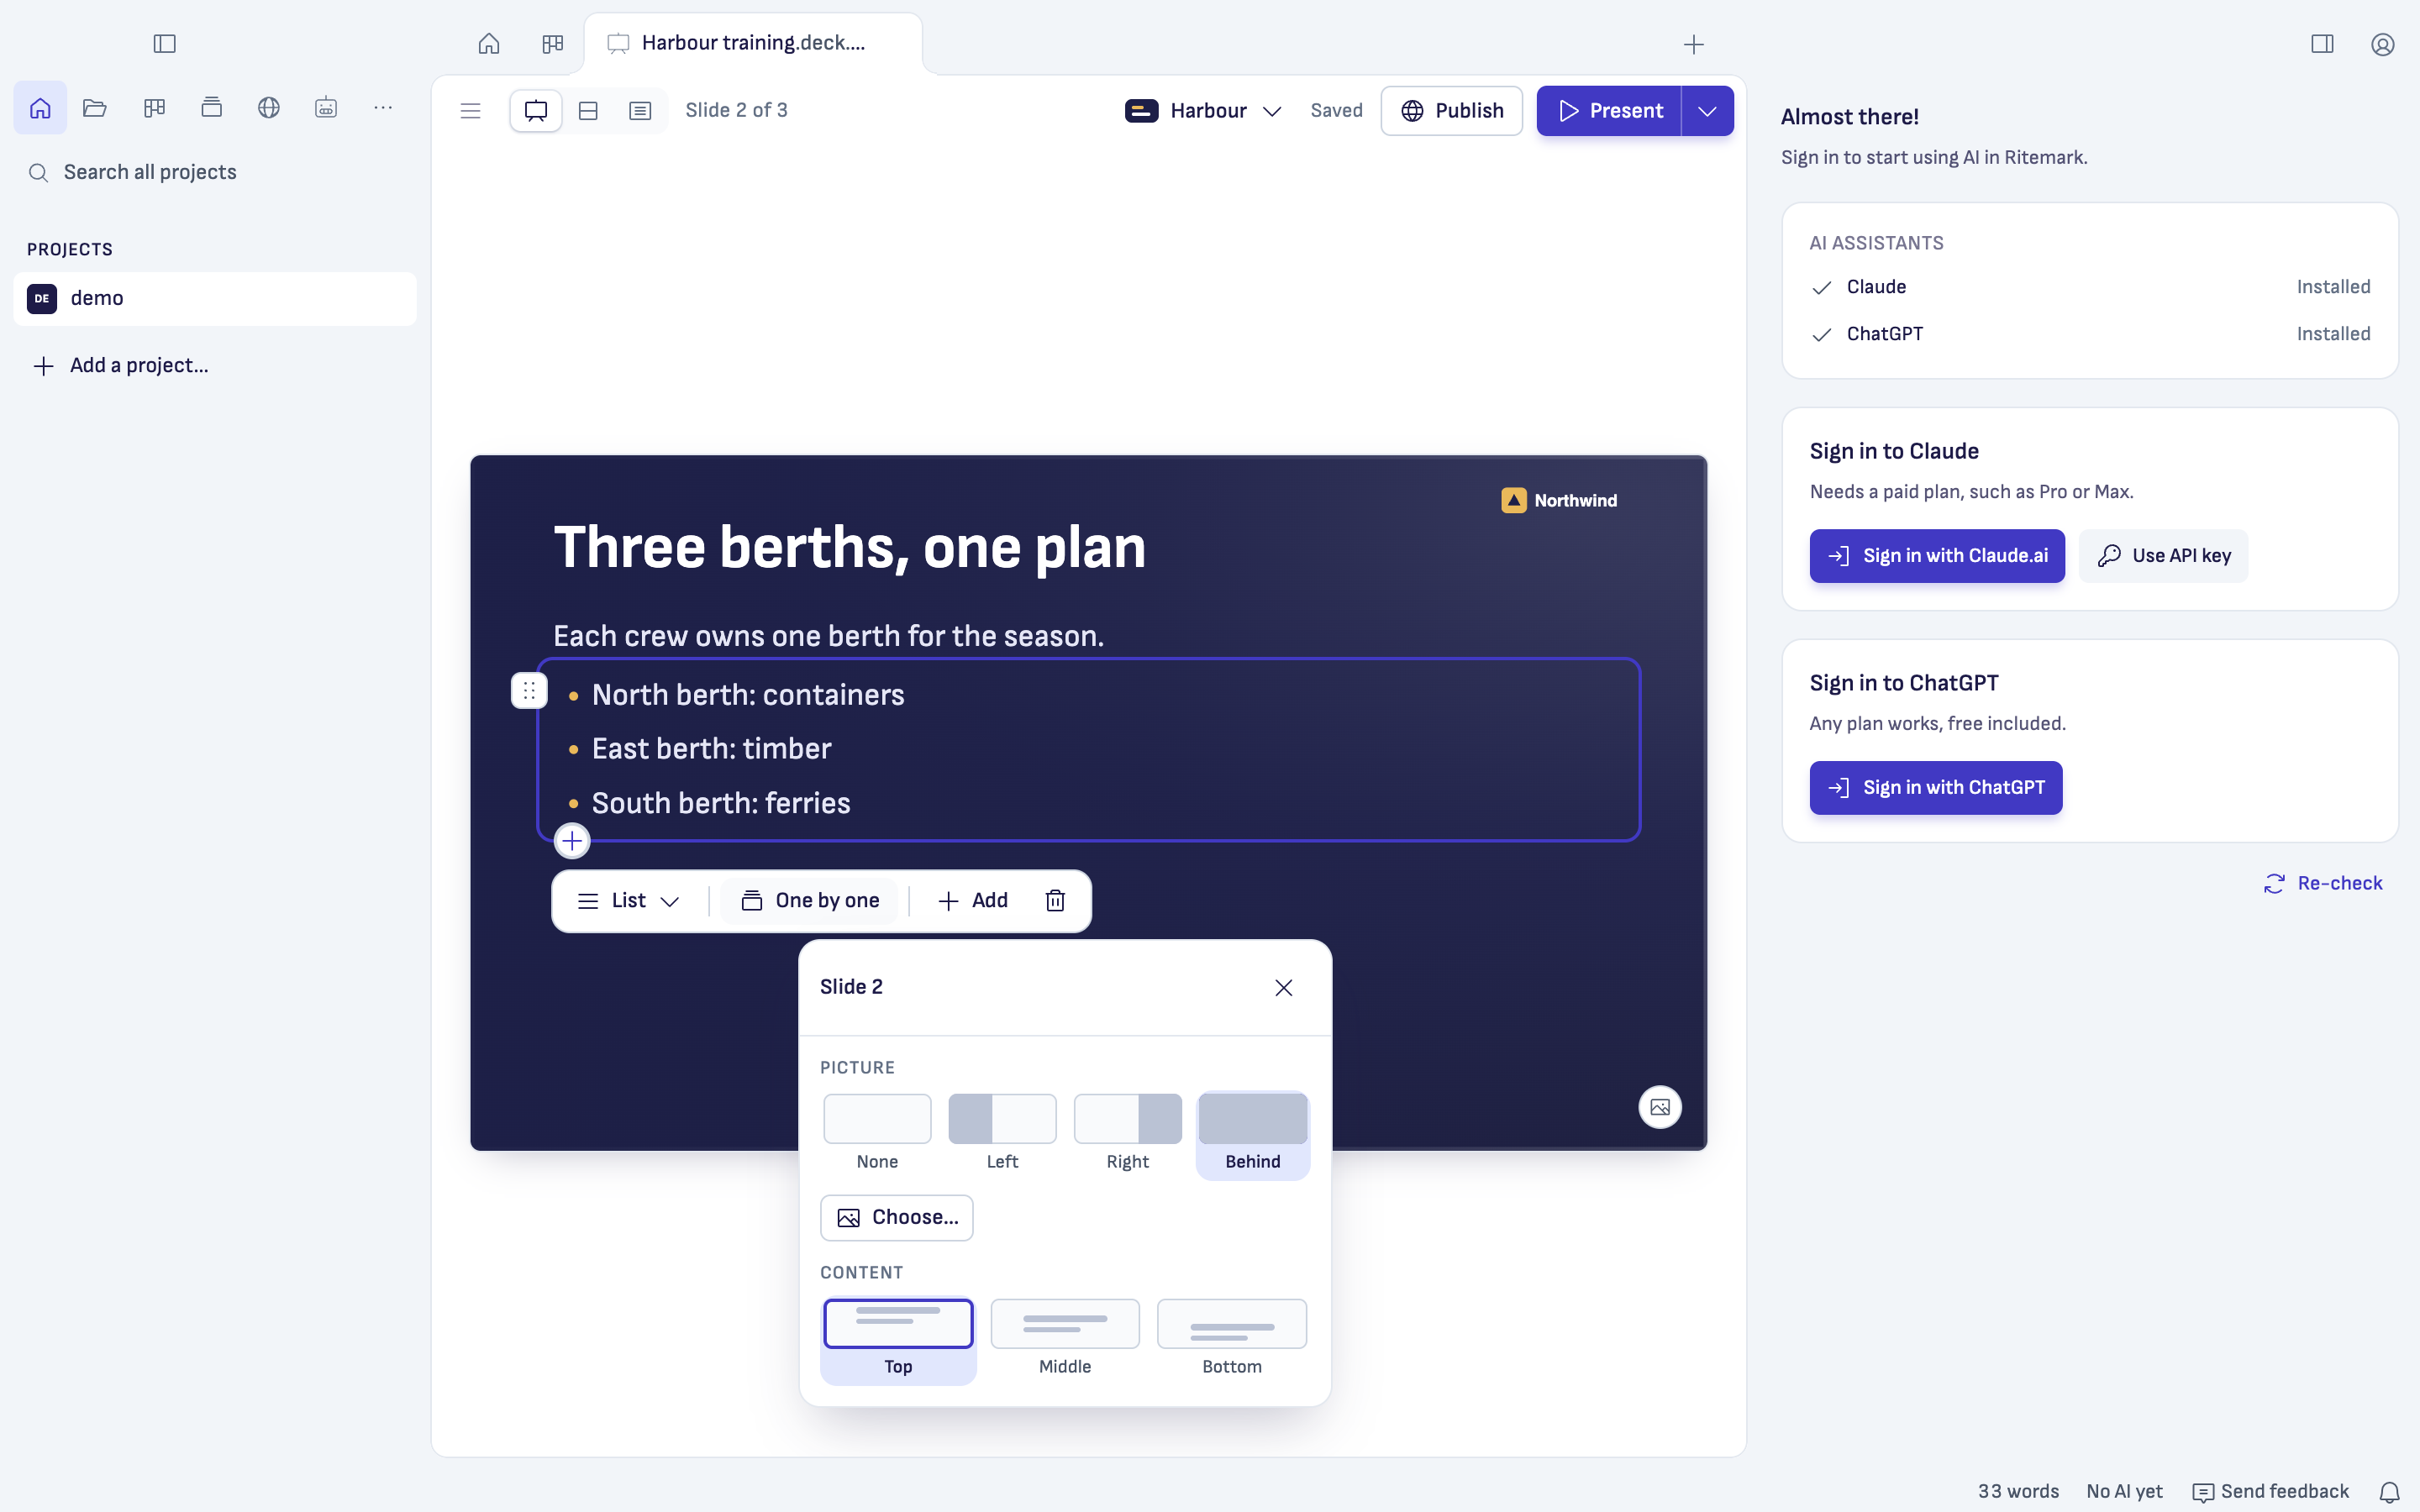 Harbour training.deck....
Search all projects
PROJECTS
DE demo
Add a project...
Slide 2 of 3
Harbour
Saved
Publish
Present
Northwind
Three berths, one plan
Each crew owns one berth for the season.
North berth: containers
East berth: timber
South berth: ferries
List
One by one
Add
Slide 2
PICTURE
None
Left
Right
Behind
Choose...
CONTENT
Top
Middle
Bottom
Almost there!
Sign in to start using AI in Ritemark.
AI ASSISTANTS
Claude Installed
ChatGPT Installed
Sign in to Claude
Needs a paid plan, such as Pro or Max.
Sign in with Claude.ai
Use API key
Sign in to ChatGPT
Any plan works, free included.
Sign in with ChatGPT
Re-check
33 words
No AI yet
Send feedback